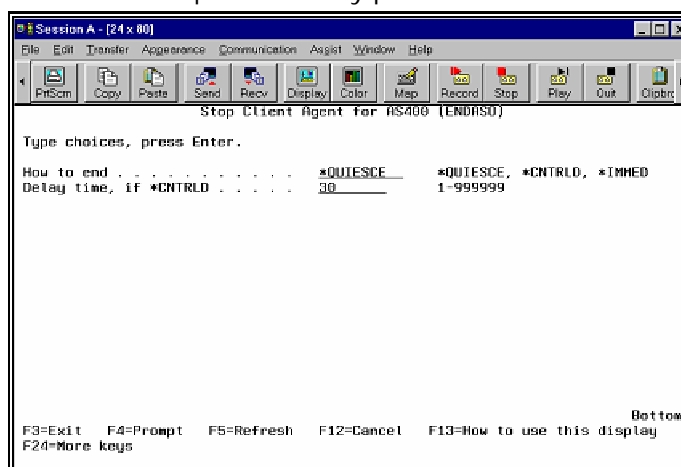 Session A - [24 x 80]
File Edit Transfer Appearance Communication Assist Window Help
PrtScrn Copy Paste Send Recv Display Color Map Record Stop Play Quit Clipbrd
Stop Client Agent for AS400 (ENDASO)
Type choices, press Enter.
How to end . . . . . . . . . . . *QUIESCE *QUIESCE, *CNTRLD, *IMMED
Delay time, if *CNTRLD . . . . . 30 1-999999
Bottom
F3=Exit F4=Prompt F5=Refresh F12=Cancel F13=How to use this display
F24=More keys